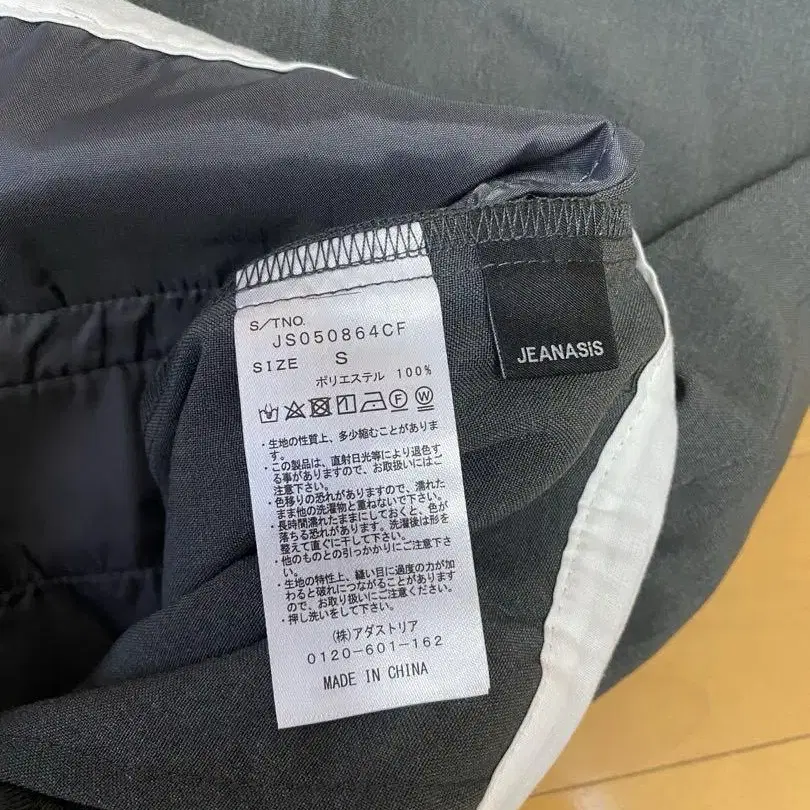 S/TNO.
JS050864CF
SIZE S
ポリエステル 100%
F W
・生地の性質上、多少縮むことがありま
す。
・この製品は、直射日光等により退色す
る事がありますので、お取扱いにはご
注意下さい。
・色移りの恐れがありますので、濡れた
まま他の洗濯物と重ねないで下さい。
・長時間濡れたままにしておくと、色が
落ちる恐れがあります。洗濯後は形を
整えて直ぐに干して下さい。
・他のものとの引っかかりにご注意下さ
い。
・生地の特性上、縫い目に過度の力が加
わると破れにつながることがあります
ので、お取り扱いにご注意ください。
・押し洗いをして下さい。
(株)アダストリア
0120-601-162
MADE IN CHINA
JEANASiS